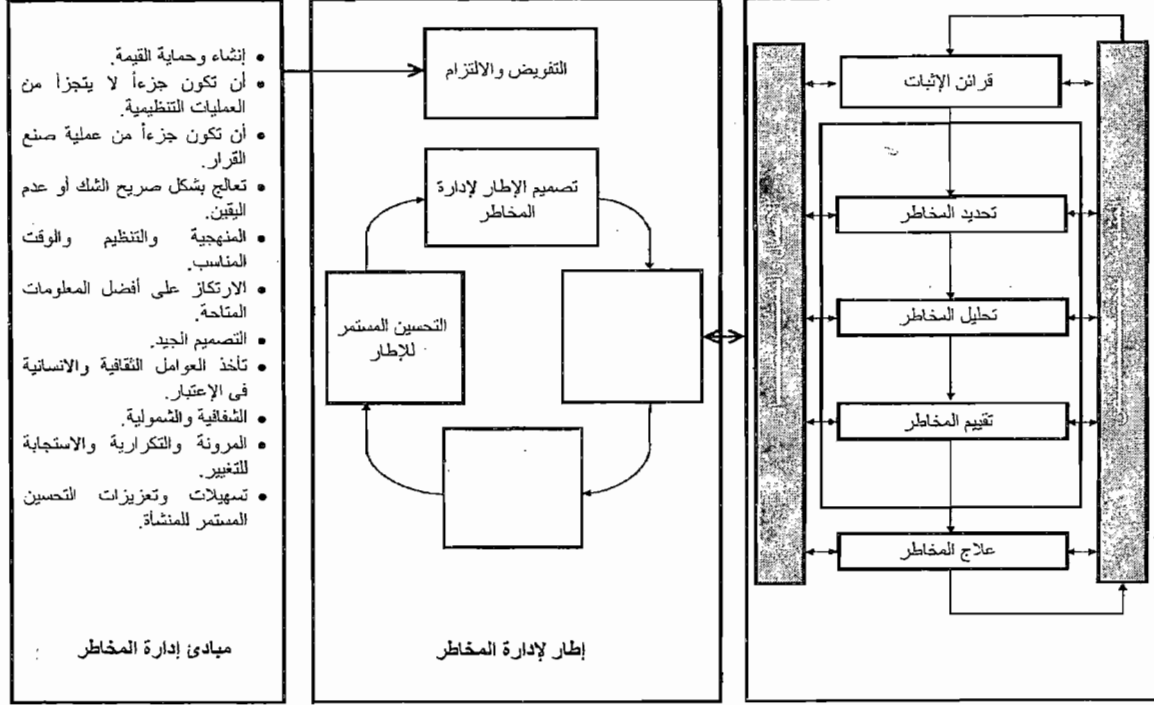 إنشاء وحماية القيمة.
أن تكون جزءاً لا يتجزأ من
العمليات التنظيمية.
أن تكون جزءاً من عملية صنع
القرار.
تعالج بشكل صريح الشك أو عدم
اليقين.
المنهجية والتنظيم والوقت
المناسب.
الارتكاز على أفضل المعلومات
المتاحة.
التصميم الجيد.
تأخذ العوامل الثقافية والانسانية
فى الإعتبار.
الشفافية والشمولية.
المرونة والتكرارية والاستجابة
للتغيير.
تسهيلات وتعزيزات التحسين
المستمر للمنشأة.
مبادئ إدارة المخاطر
التفويض والالتزام
تصميم الإطار لإدارة
المخاطر
التحسين المستمر
للإطار
إطار لإدارة المخاطر
قرائن الإثبات
تحديد المخاطر
تحليل المخاطر
تقييم المخاطر
علاج المخاطر